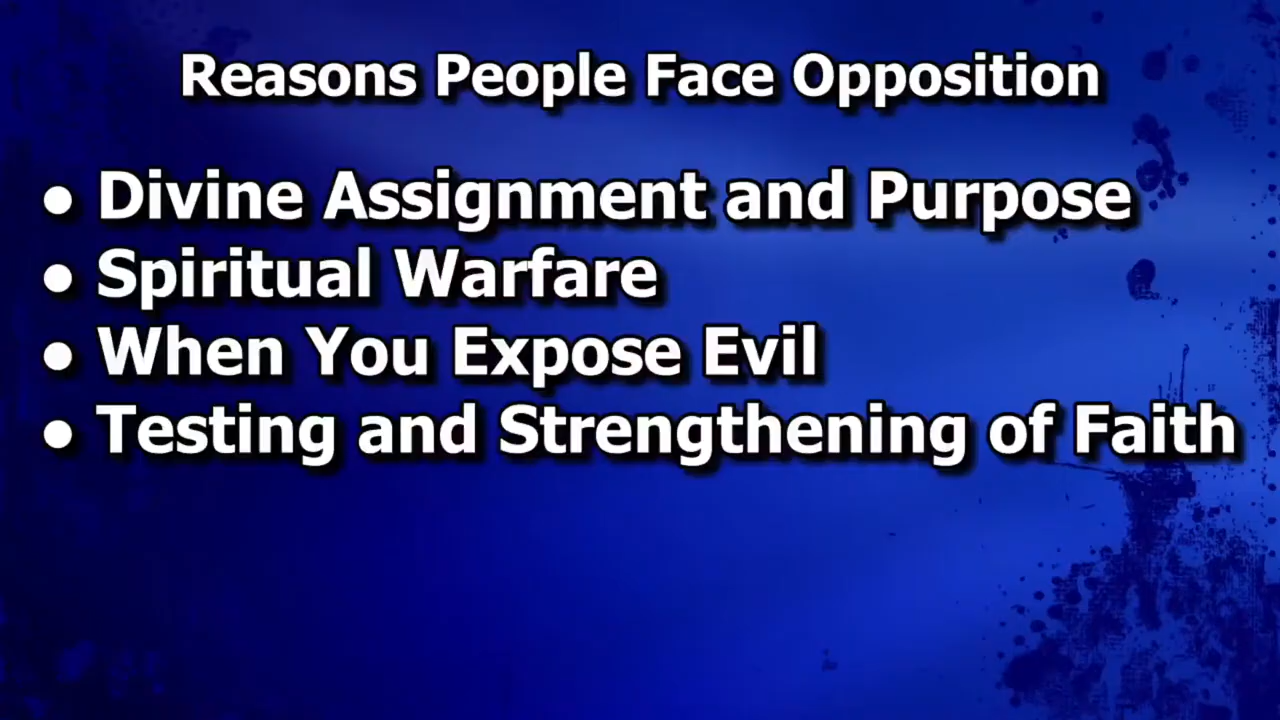 Reasons People Face Opposition
● Divine Assignment and Purpose
● Spiritual Warfare
● When You Expose Evil
● Testing and Strengthening of Faith